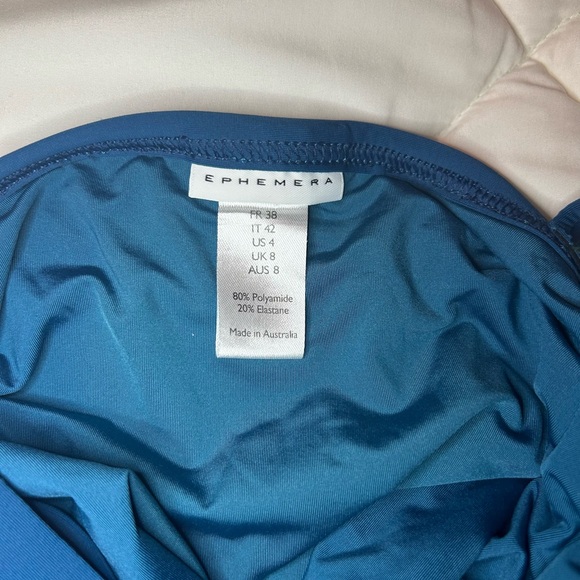 EPHEMERA
FR 38
IT 42
US 4
UK 8
AUS 8
80% Polyamide
20% Elastane
Made in Australia